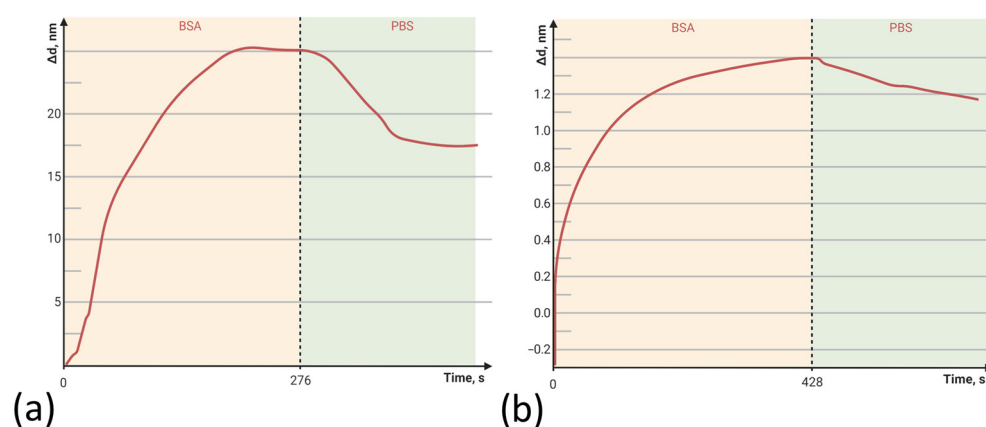 BSA PBS
Δd, nm
20
15
10
5
0 276 Time, s
(a)
BSA PBS
Δd, nm
1.2
1.0
0.8
0.6
0.4
0.2
0.0
–0.2
0 428 Time, s
(b)